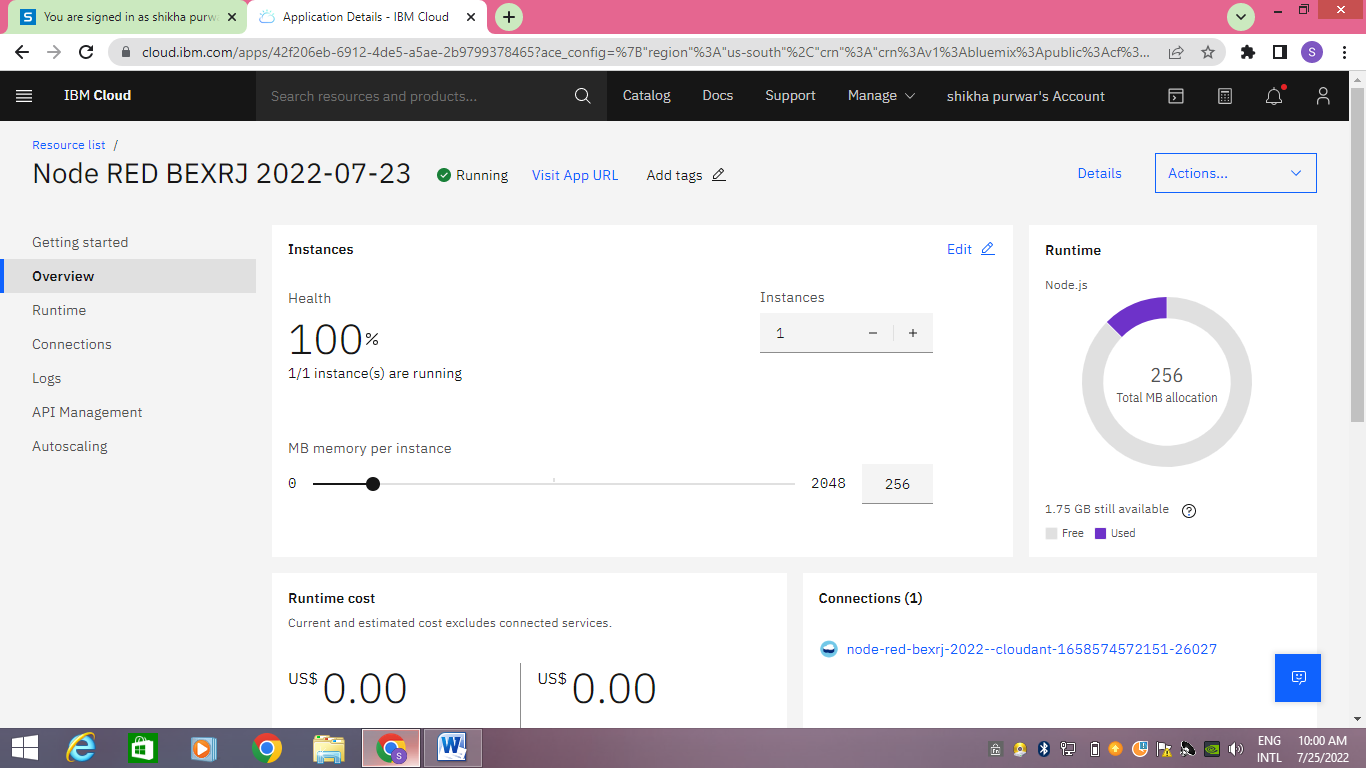 You are signed in as shikha purw
Application Details - IBM Cloud
cloud.ibm.com/apps/42f206eb-6912-4de5-a5ae-2b9799378465?ace_config=%7B"region"%3A"us-south"%2C"crn"%3A"crn%3Av1%3Abluemix%3Apublic%3Acf%3...
S
IBM Cloud
Search resources and products...
Catalog
Docs
Support
Manage
shikha purwar's Account
Resource list /
Node RED BEXRJ 2022-07-23
Running
Visit App URL
Add tags
Details
Actions...
Getting started
Overview
Runtime
Connections
Logs
API Management
Autoscaling
Instances
Edit
Health
100%
1/1 instance(s) are running
Instances
1 − +
MB memory per instance
0
2048
256
Runtime
Node.js
256
Total MB allocation
1.75 GB still available
Free
Used
Runtime cost
Current and estimated cost excludes connected services.
US$ 0.00
US$ 0.00
Connections (1)
node-red-bexrj-2022--cloudant-1658574572151-26027
ENG
INTL
10:00 AM
7/25/2022